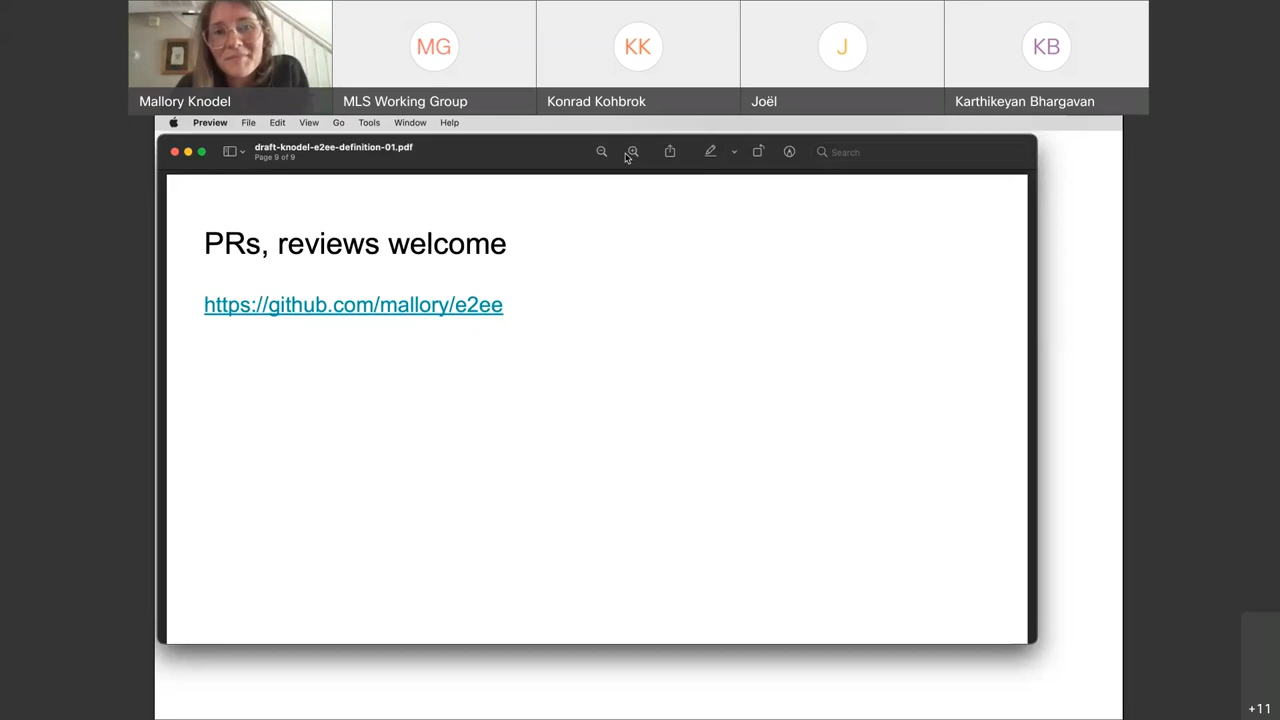 MG
KK
J
KB
Mallory Knodel
MLS Working Group
Konrad Kohbrok
Joël
Karthikeyan Bhargavan
Preview File Edit View Go Tools Window Help
draft-knodel-e2ee-definition-01.pdf
Page 9 of 9
Search
PRs, reviews welcome
https://github.com/mallory/e2ee
+11